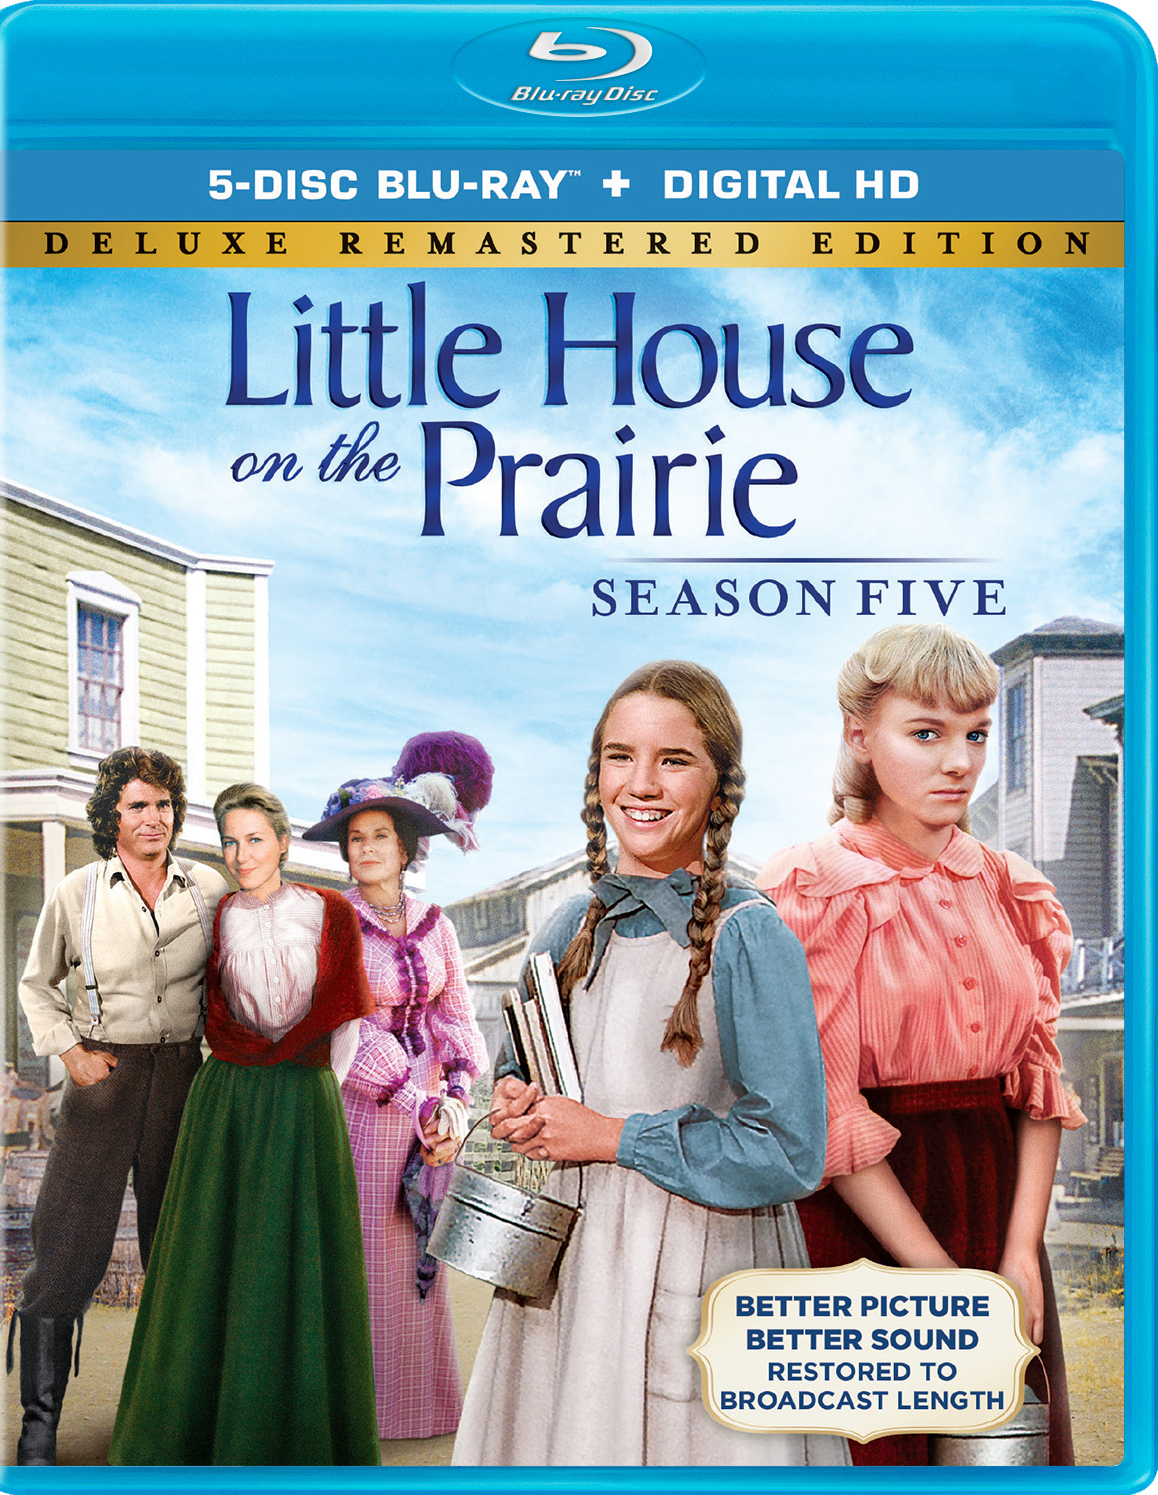 Blu-ray Disc
5-DISC BLU-RAY™ + DIGITAL HD
DELUXE REMASTERED EDITION
Little House
on the Prairie
SEASON FIVE
BETTER PICTURE
BETTER SOUND
RESTORED TO
BROADCAST LENGTH